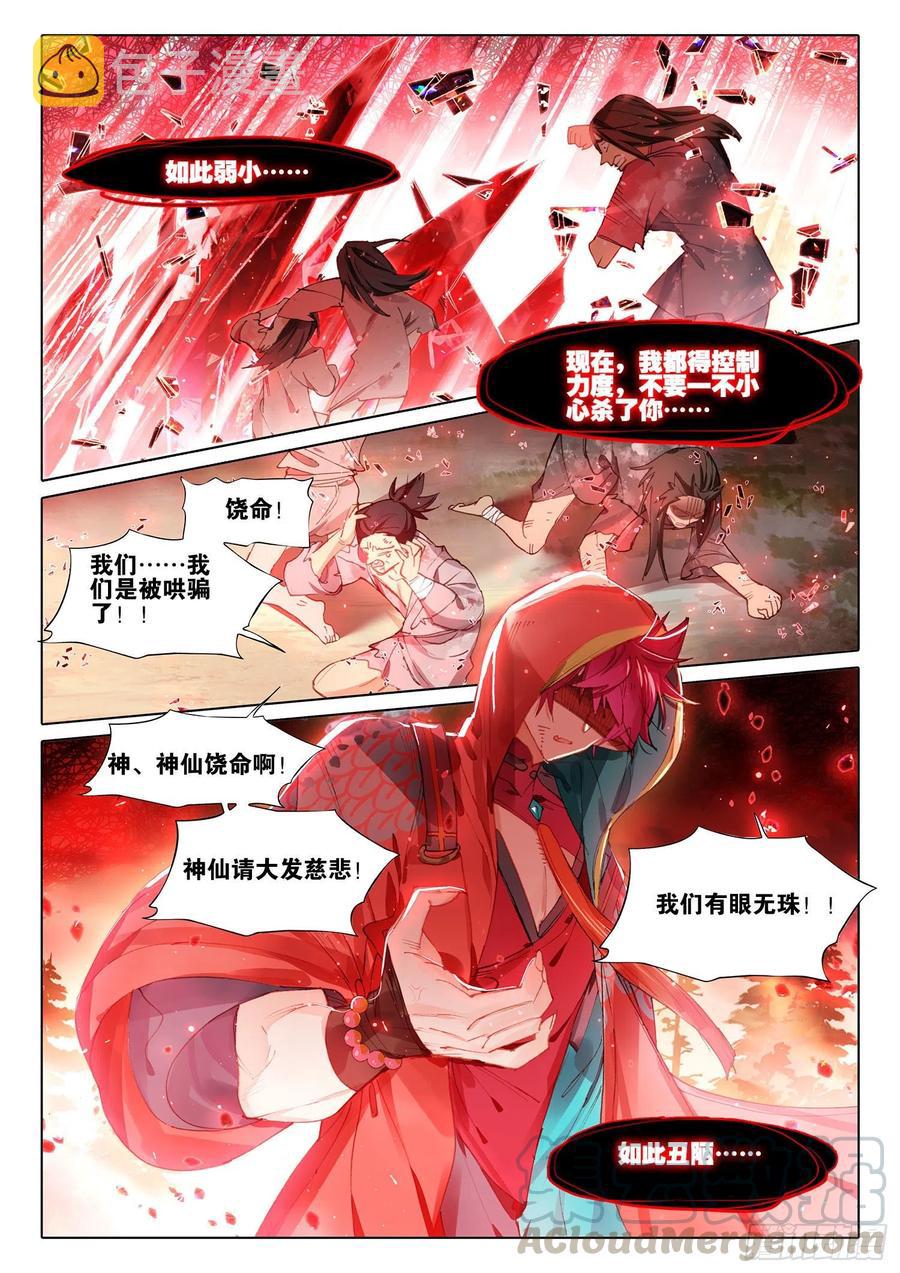 包子漫畫
如此弱小……
现在，我都得控制
力度，不要一不小
心杀了你……
饶命！
我们……我
们是被哄骗
了！！
神、神仙饶命啊！
神仙请大发慈悲！
我们有眼无珠！！
如此丑陋……
AcloudMerge.com